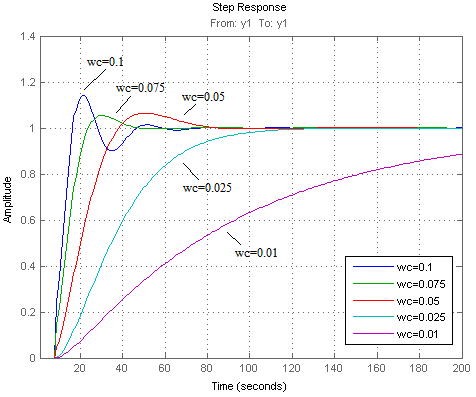 Step Response
From: y1 To: y1
1.4
1.2
1
0.8
0.6
0.4
0.2
0
Amplitude
wc=0.1
wc=0.075
wc=0.05
wc=0.025
wc=0.01
wc=0.1
wc=0.075
wc=0.05
wc=0.025
wc=0.01
0 20 40 60 80 100 120 140 160 180 200
Time (seconds)